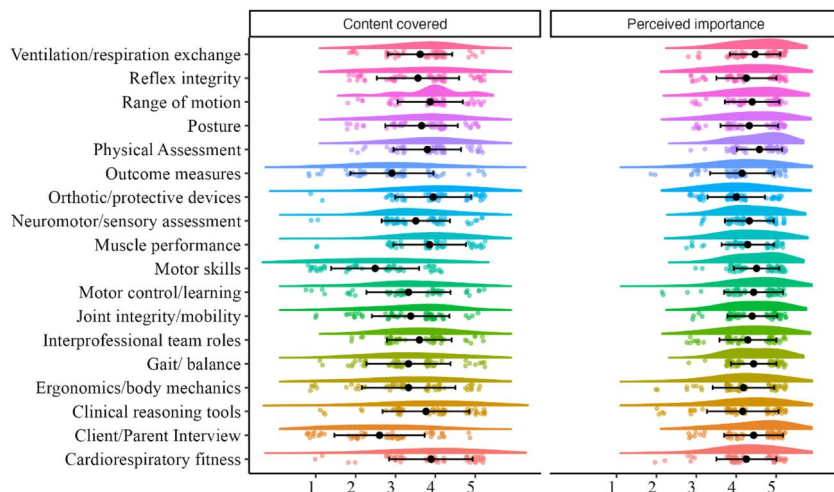 Content covered
Perceived importance
Ventilation/respiration exchange
Reflex integrity
Range of motion
Posture
Physical Assessment
Outcome measures
Orthotic/protective devices
Neuromotor/sensory assessment
Muscle performance
Motor skills
Motor control/learning
Joint integrity/mobility
Interprofessional team roles
Gait/ balance
Ergonomics/body mechanics
Clinical reasoning tools
Client/Parent Interview
Cardiorespiratory fitness
1 2 3 4 5
1 2 3 4 5